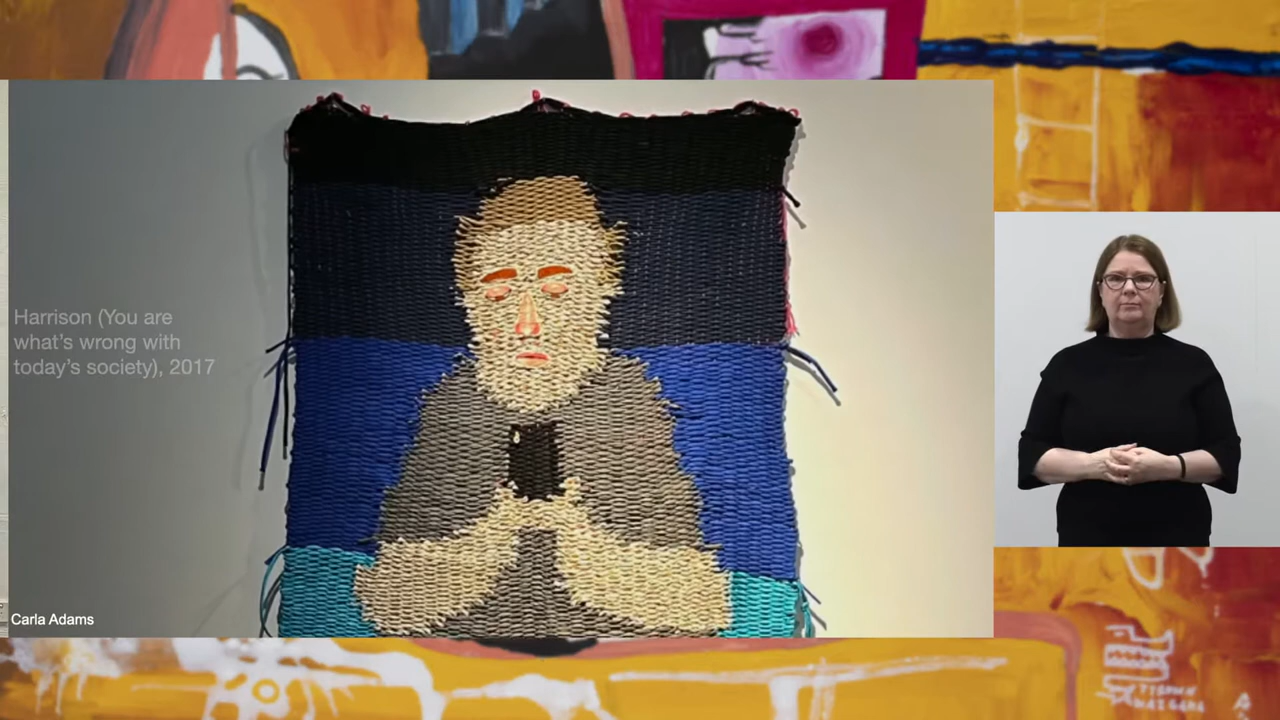 Harrison (You are
what's wrong with
today's society), 2017
Carla Adams